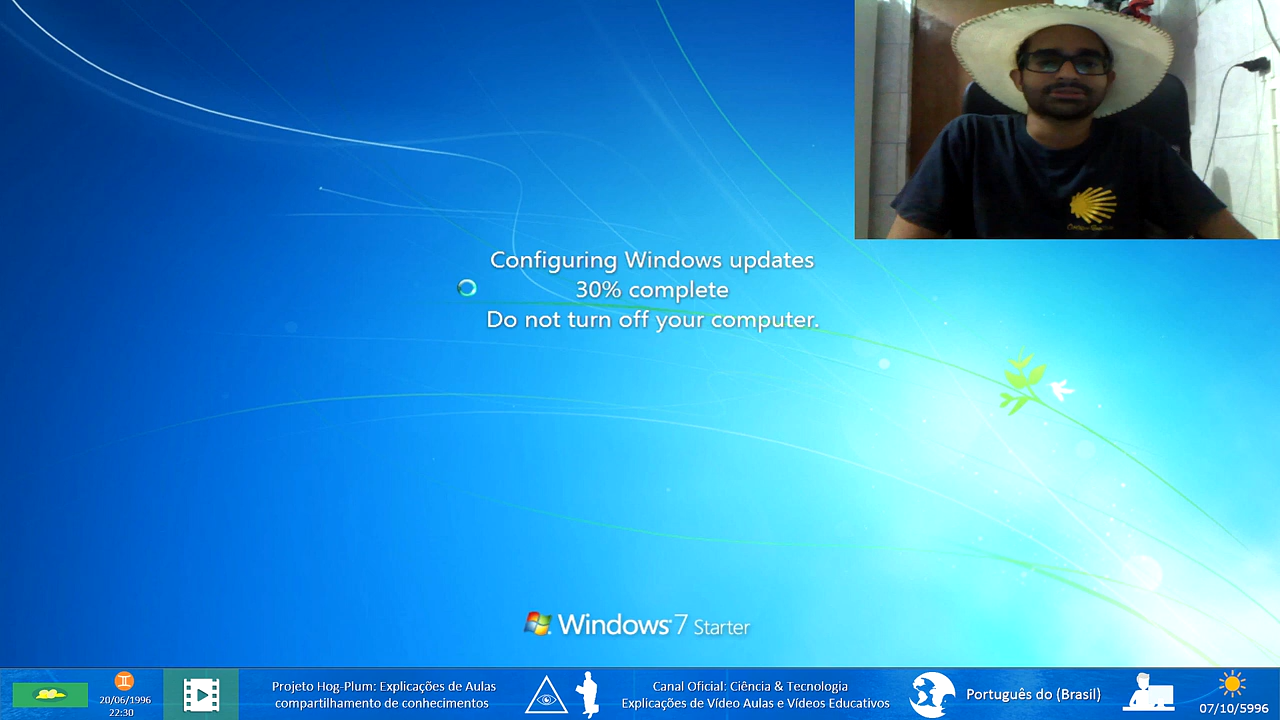 Configuring Windows updates
30% complete
Do not turn off your computer.
Windows 7 Starter
20/06/1996
22:30
Projeto Hog-Plum: Explicações de Aulas
compartilhamento de conhecimentos
Canal Oficial: Ciência & Tecnologia
Explicações de Vídeo Aulas e Vídeos Educativos
Português do (Brasil)
07/10/5996